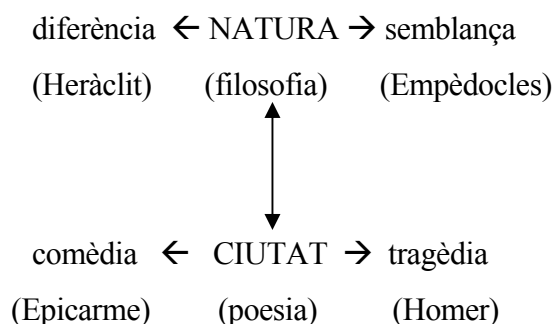 diferència ← NATURA → semblança
(Heràclit) (filosofia) (Empèdocles)
comèdia ← CIUTAT → tragèdia
(Epicarme) (poesia) (Homer)